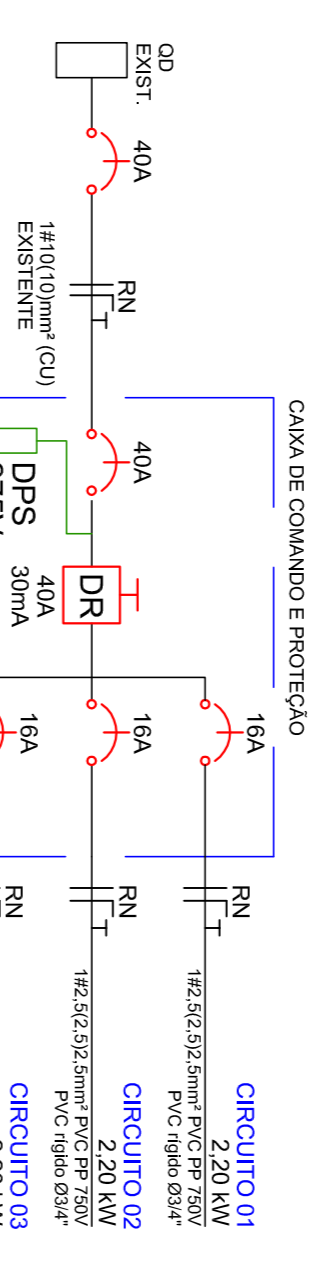 CAIXA DE COMANDO E PROTEÇÃO
QD
EXIST.
40A
RN
T
1#10(10)mm² (CU)
EXISTENTE
40A
DPS
DR
40A
30mA
16A
RN
T
CIRCUITO 01
2,20 kW
1#2,5(2,5)2,5mm² PVC PP 750V
PVC rígido Ø3/4"
16A
RN
T
CIRCUITO 02
2,20 kW
1#2,5(2,5)2,5mm² PVC PP 750V
PVC rígido Ø3/4"
16A
RN
CIRCUITO 03